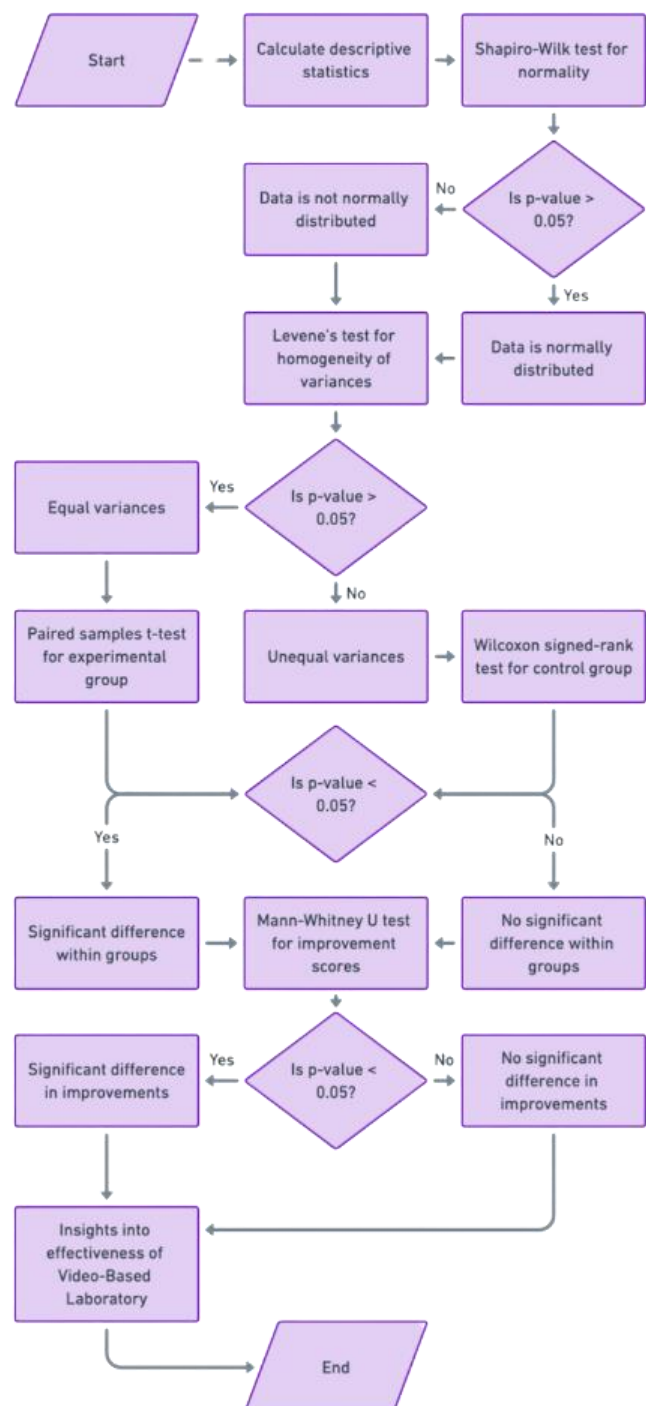 Start
Calculate descriptive
statistics
Shapiro-Wilk test for
normality
Is p-value >
0.05?
No
Data is not normally
distributed
Yes
Data is normally
distributed
Levene's test for
homogeneity of
variances
Is p-value >
0.05?
Yes
Equal variances
No
Paired samples t-test
for experimental
group
Unequal variances
Wilcoxon signed-rank
test for control group
Is p-value <
0.05?
Yes
No
Significant difference
within groups
Mann-Whitney U test
for improvement
scores
No significant
difference within
groups
Is p-value <
0.05?
Yes
Significant difference
in improvements
No
No significant
difference in
improvements
Insights into
effectiveness of
Video-Based
Laboratory
End